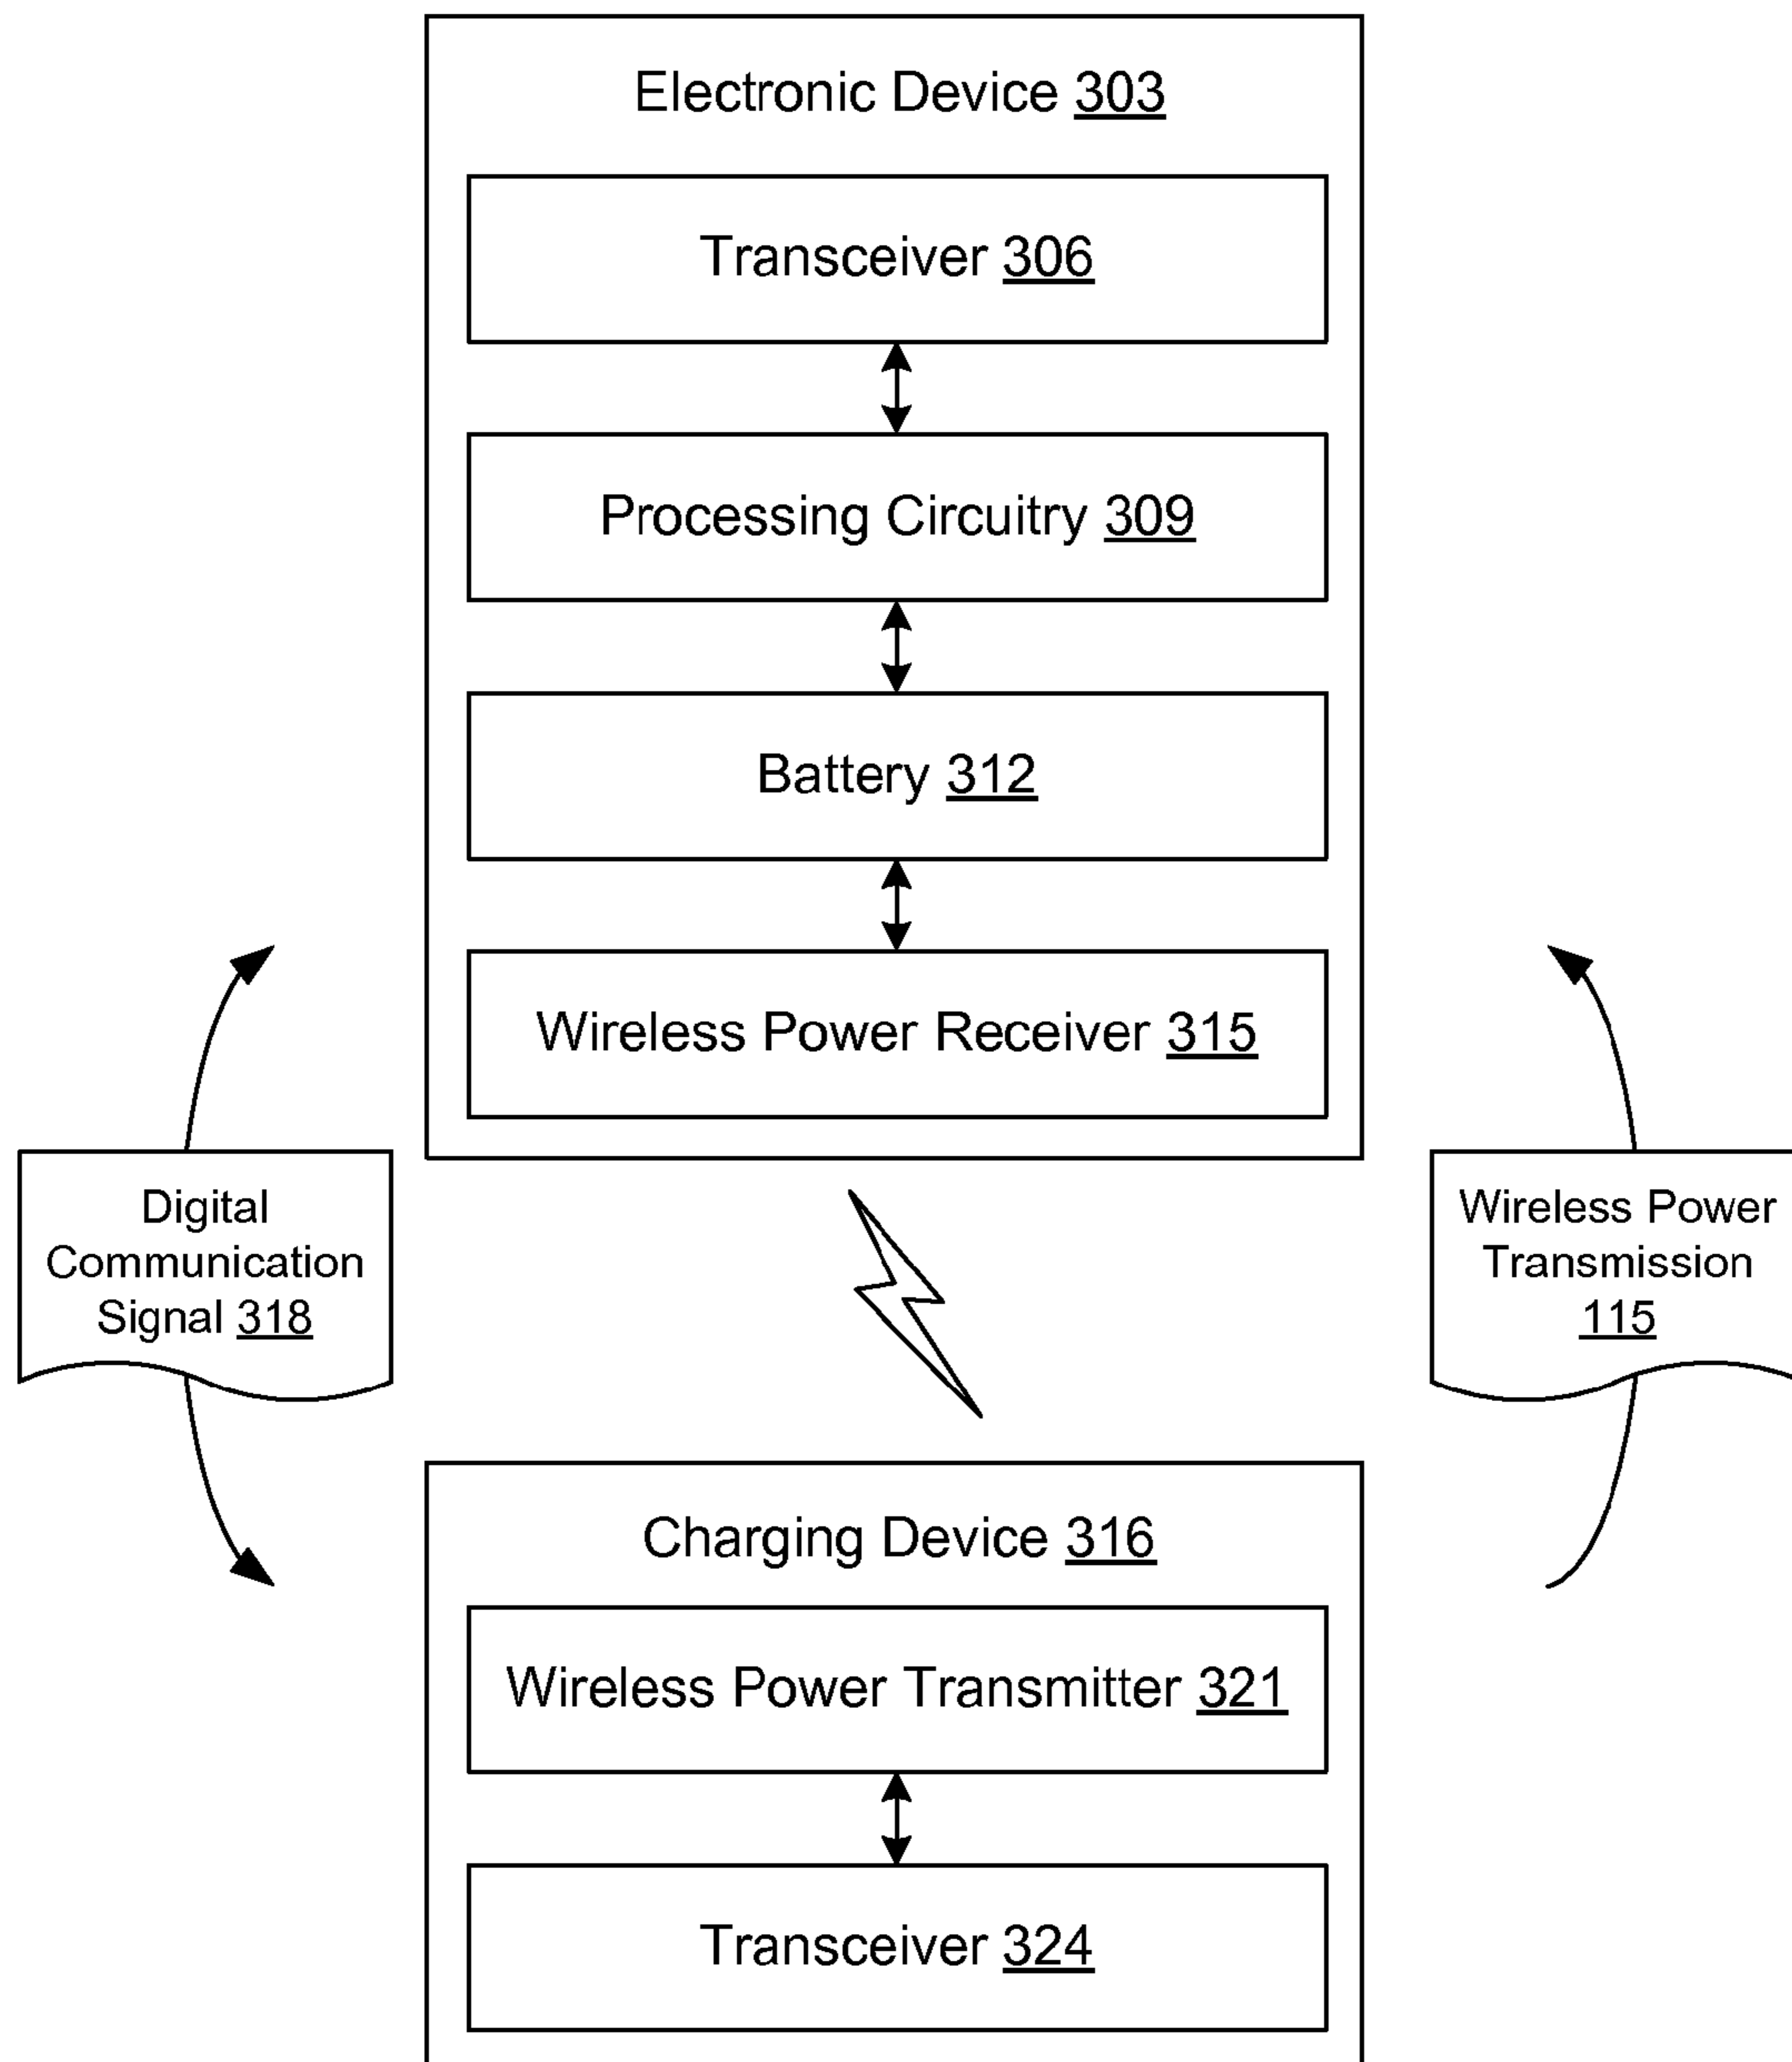 Electronic Device 303
Transceiver 306
Processing Circuitry 309
Battery 312
Wireless Power Receiver 315
Digital
Communication
Signal 318
Wireless Power
Transmission
115
Charging Device 316
Wireless Power Transmitter 321
Transceiver 324